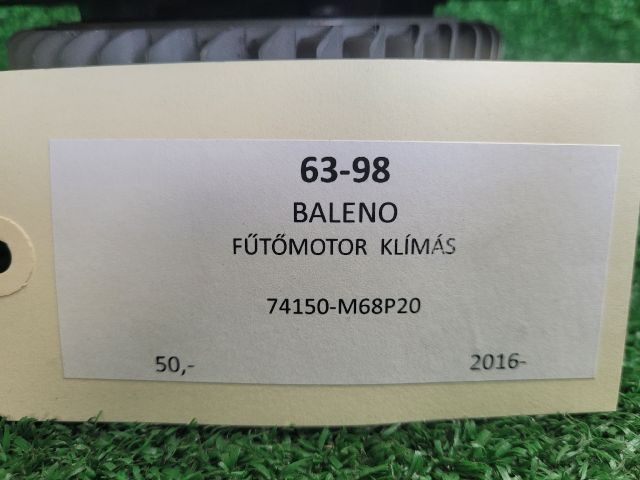 63-98
BALENO
FŰTŐMOTOR KLÍMÁS
74150-M68P20
50,- 2016-